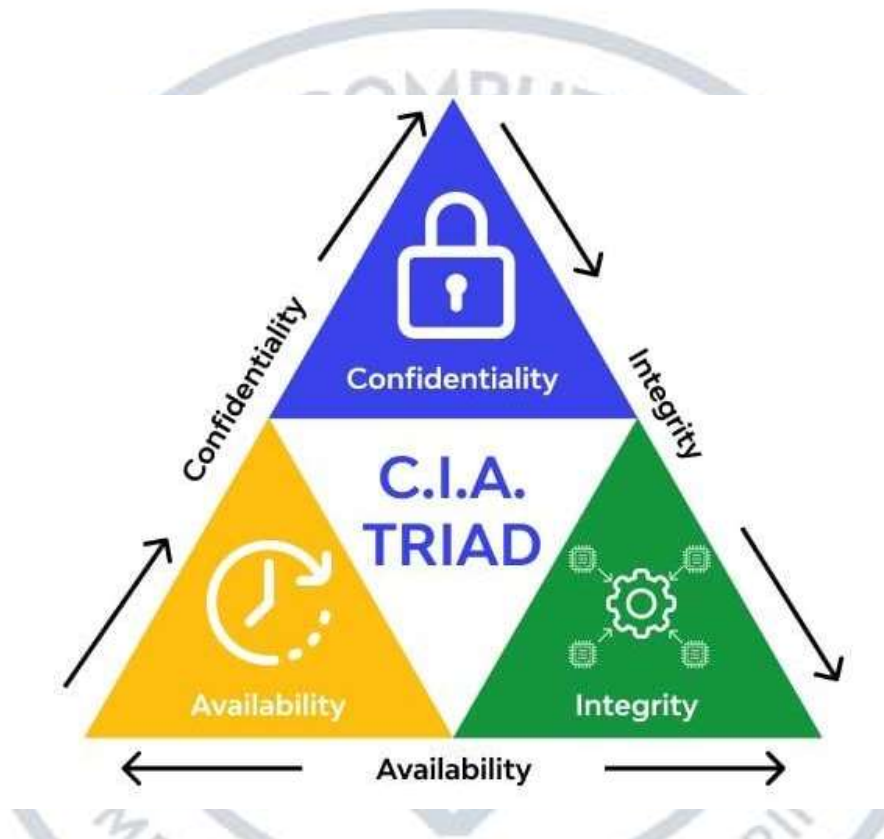 Confidentiality
Confidentiality
Integrity
C.I.A.
TRIAD
Availability
Integrity
Availability